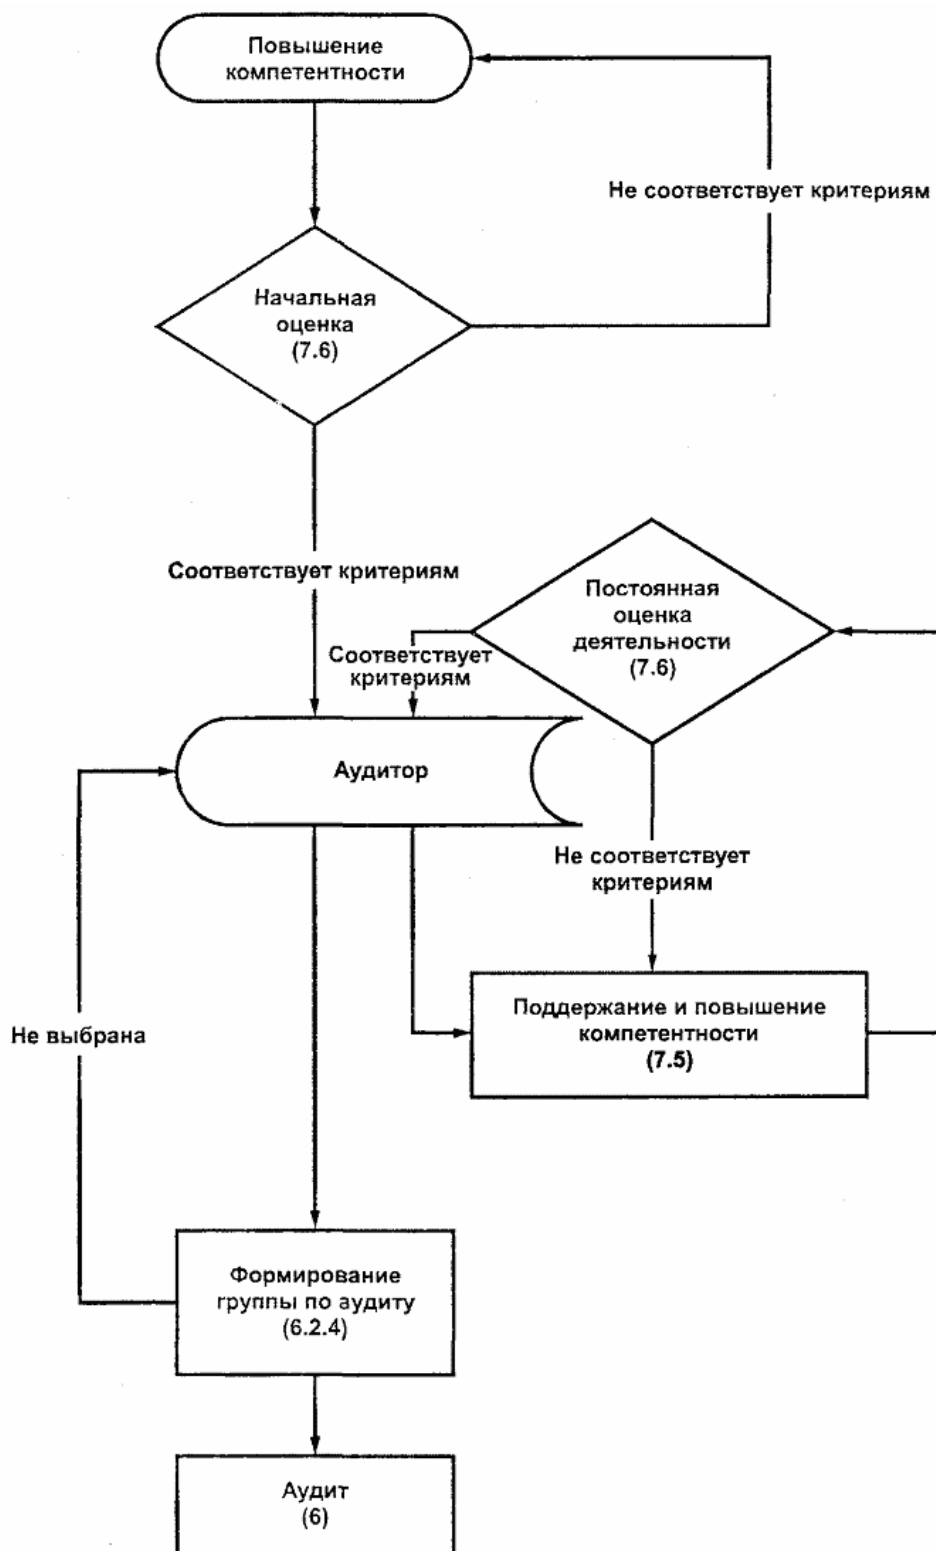 Повышение
компетентности
Не соответствует критериям
Начальная
оценка
(7.6)
Соответствует критериям
Постоянная
оценка
деятельности
(7.6)
Соответствует
критериям
Аудитор
Не соответствует
критериям
Не выбрана
Поддержание и повышение
компетентности
(7.5)
Формирование
группы по аудиту
(6.2.4)
Аудит
(6)